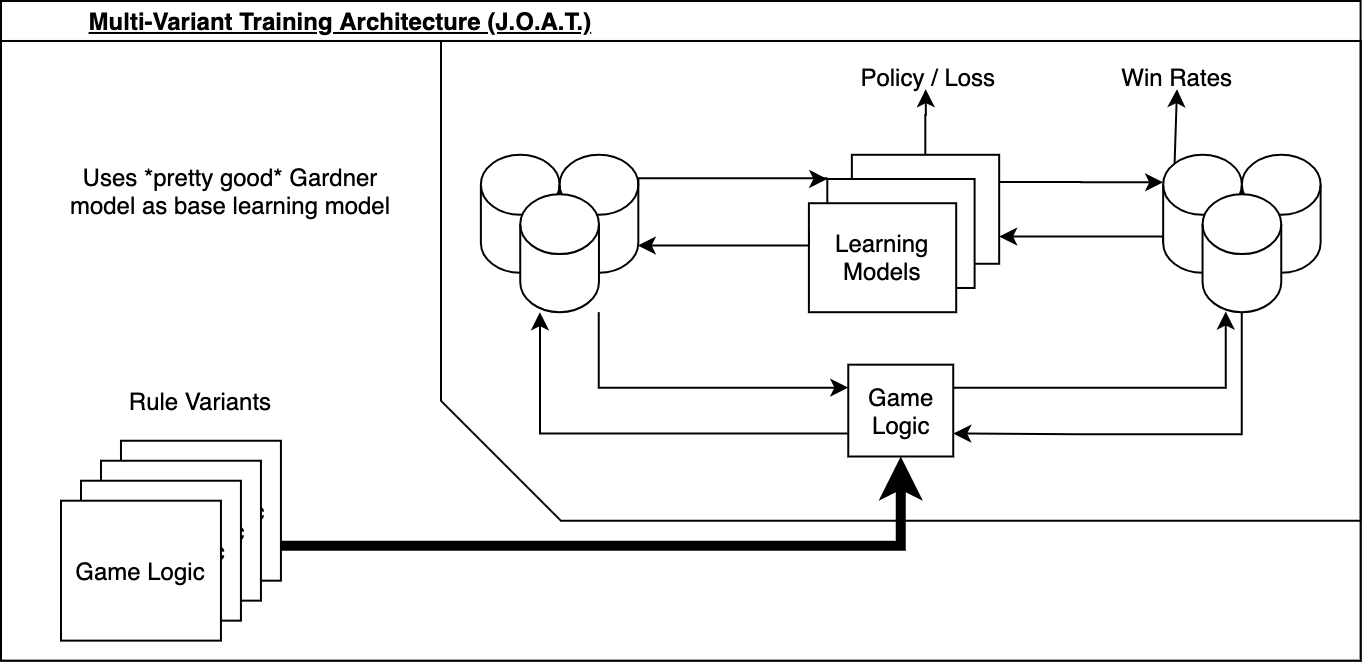 Multi-Variant Training Architecture (J.O.A.T.)
Policy / Loss
Win Rates
Uses *pretty good* Gardner
model as base learning model
Learning
Models
Game
Logic
Rule Variants
Game Logic